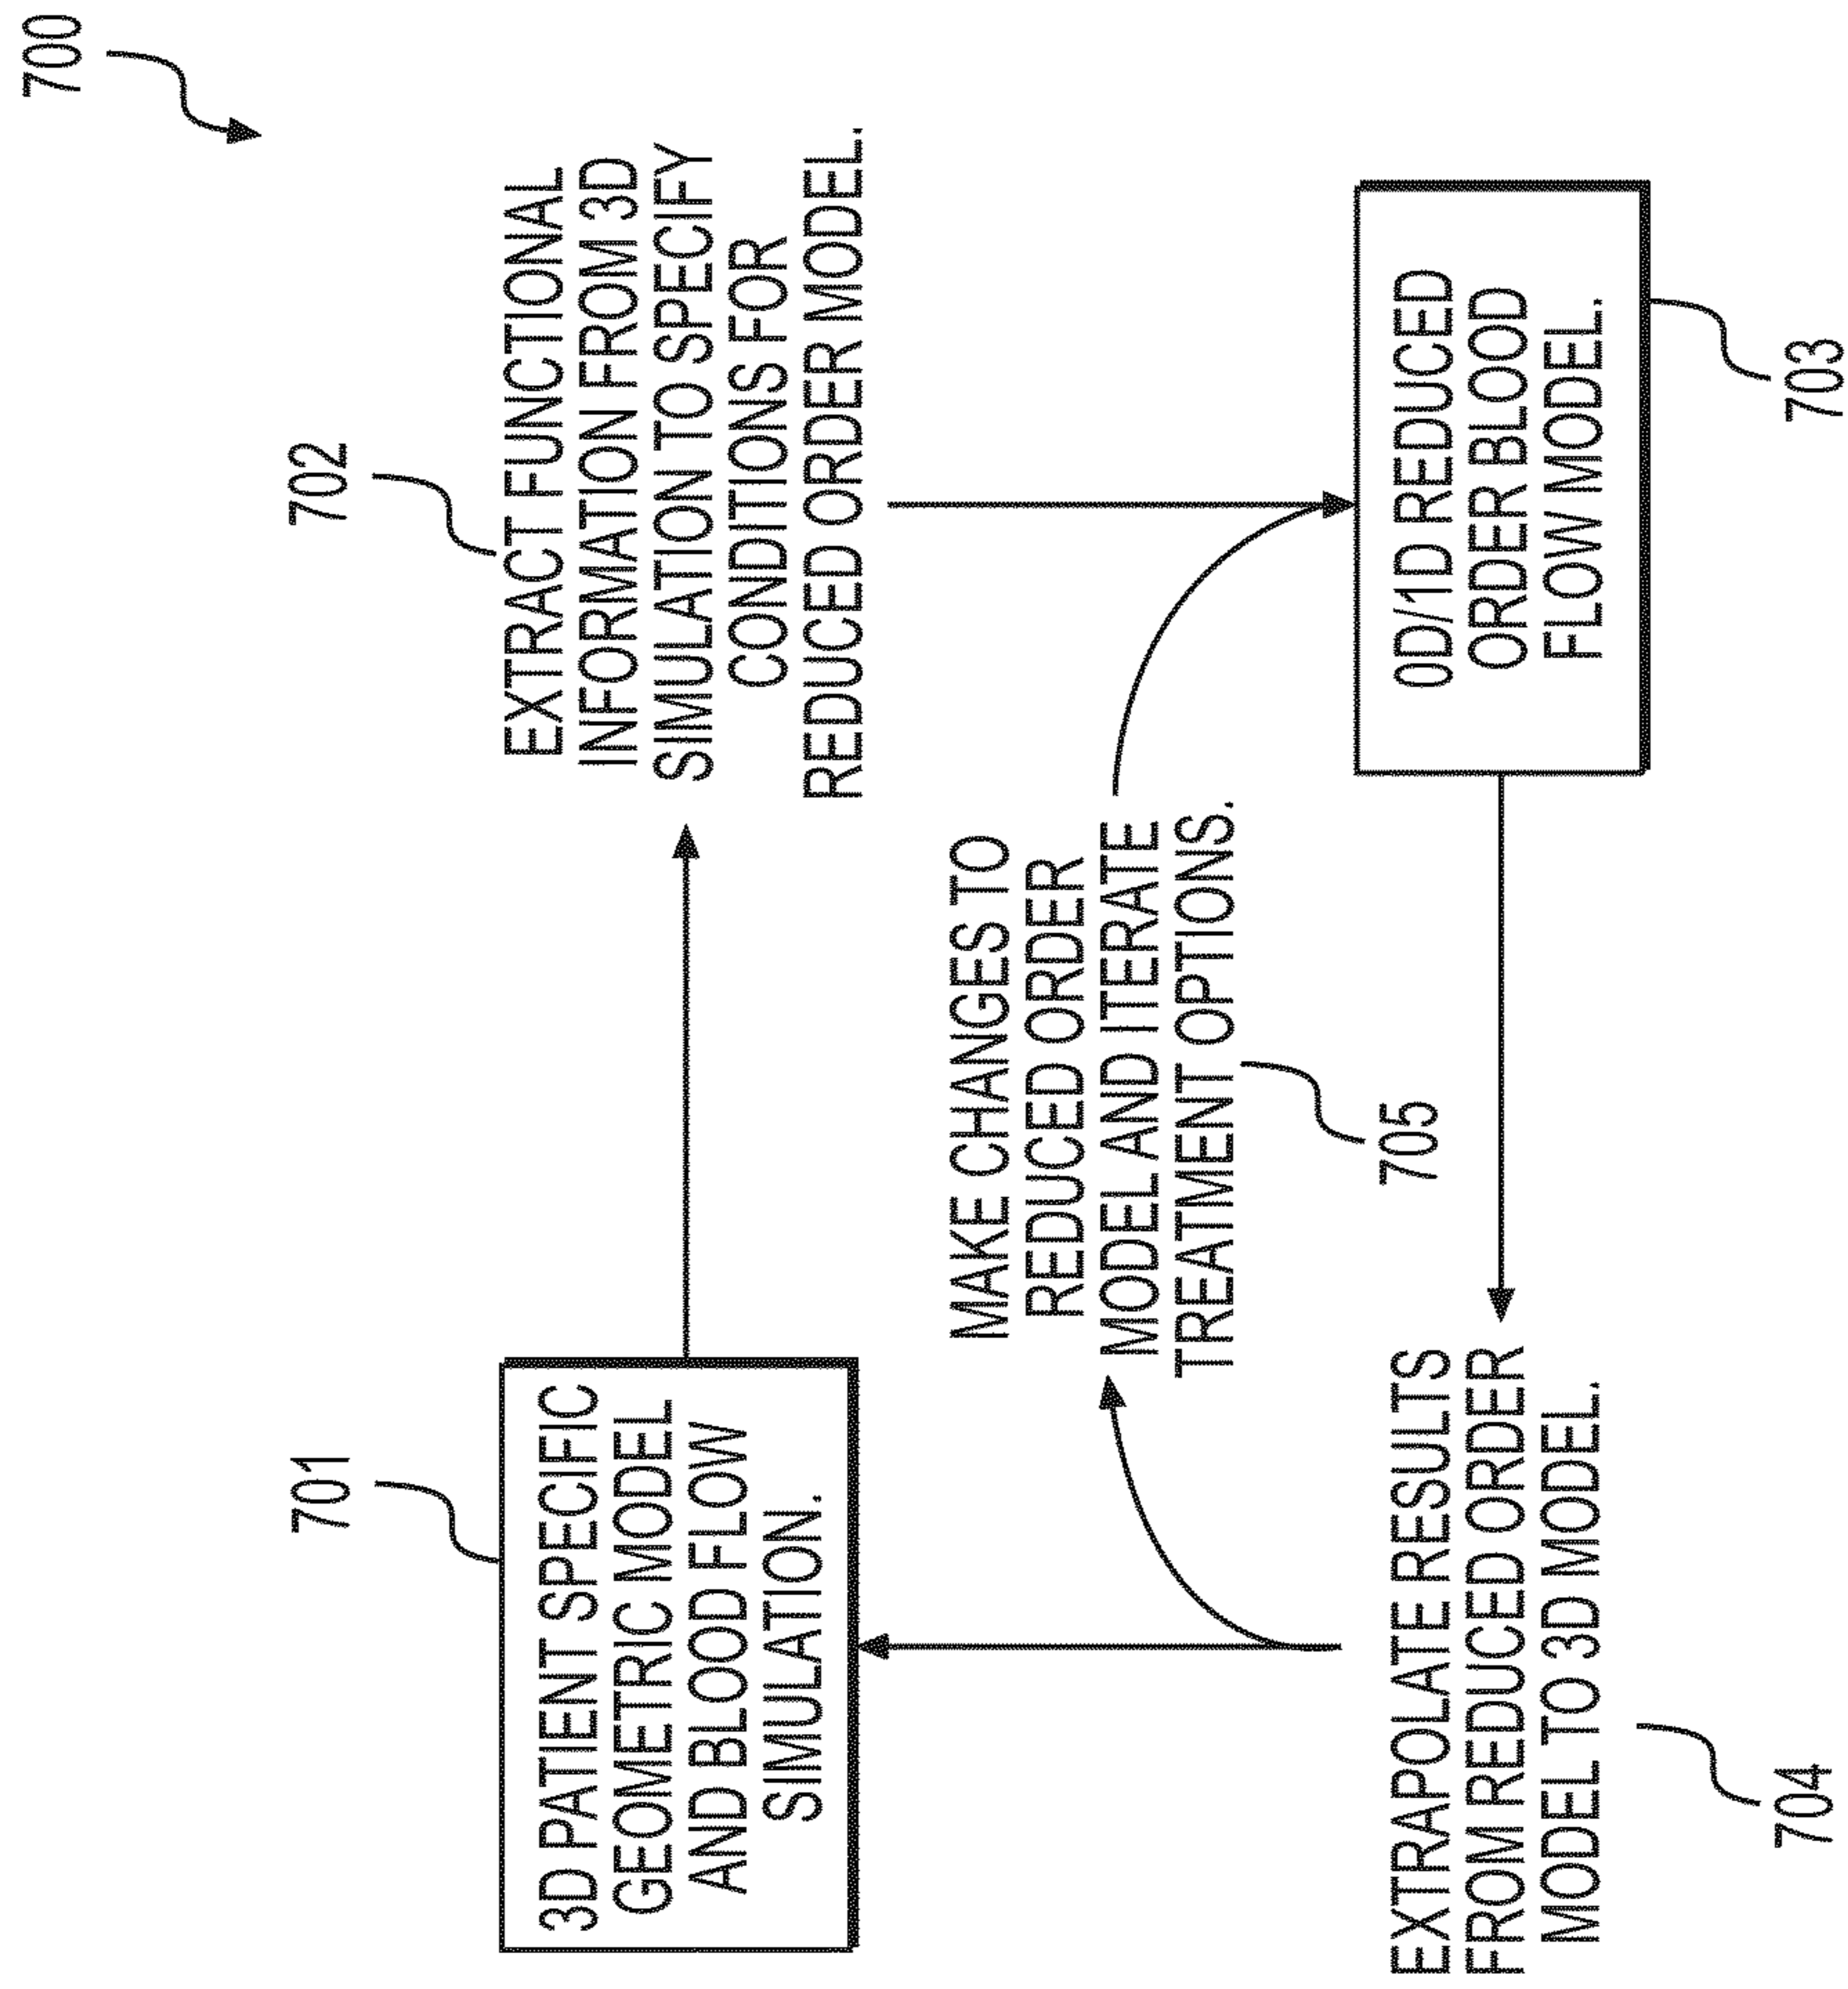 700
701
3D PATIENT SPECIFIC
GEOMETRIC MODEL
AND BLOOD FLOW
SIMULATION.
702
EXTRACT FUNCTIONAL
INFORMATION FROM 3D
SIMULATION TO SPECIFY
CONDITIONS FOR
REDUCED ORDER MODEL.
MAKE CHANGES TO
REDUCED ORDER
MODEL AND ITERATE
TREATMENT OPTIONS.
705
EXTRAPOLATE RESULTS
FROM REDUCED ORDER
MODEL TO 3D MODEL.
704
0D/1D REDUCED
ORDER BLOOD
FLOW MODEL.
703